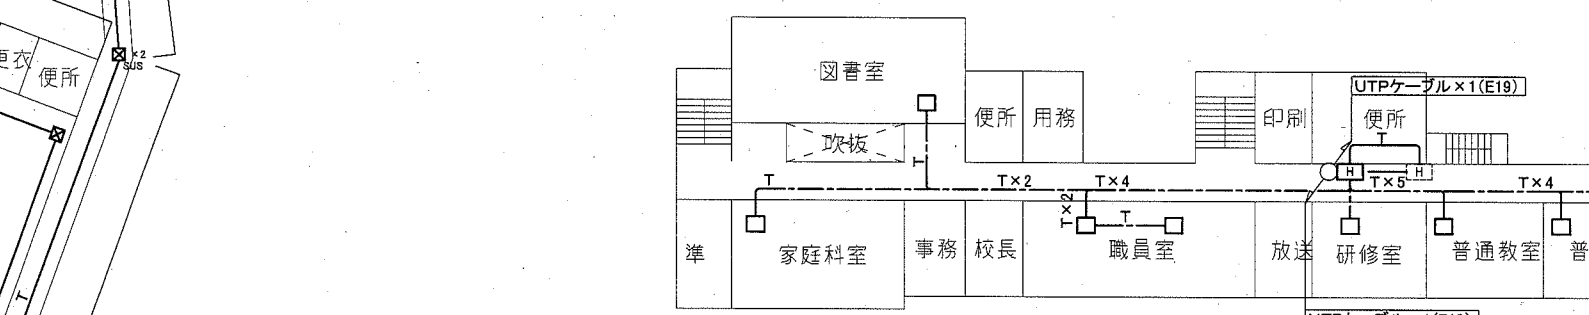 更衣
便所
×2
SUS
T
図書室
吹抜
便所
用務
印刷
便所
UTPケーブル×1(E19)
T
T
T
T×2
T×4
H
H
T×5
T×4
T×2
T
準
家庭科室
事務
校長
職員室
放送
研修室
普通教室
普